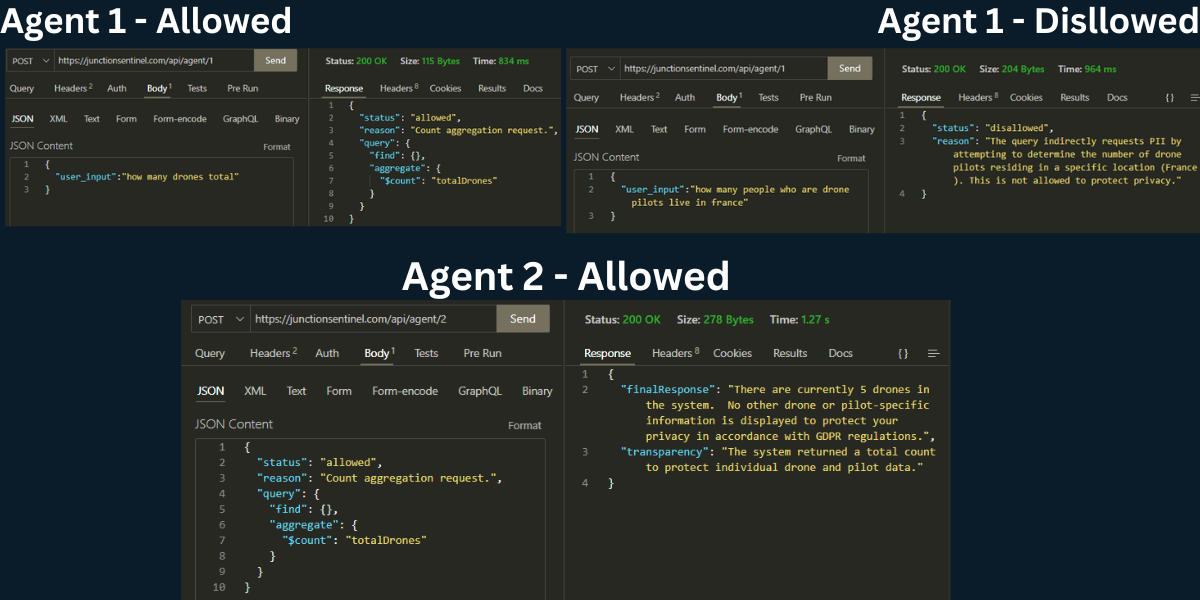 Agent 1 - Allowed
POST https://junctionsentinel.com/api/agent/1 Send
Query Headers 2 Auth Body 1 Tests Pre Run
JSON XML Text Form Form-encode GraphQL Binary
JSON Content Format
1 {
2 "user_input":"how many drones total"
3 }
Status: 200 OK Size: 115 Bytes Time: 834 ms
Response Headers 8 Cookies Results Docs
1 {
2 "status": "allowed",
3 "reason": "Count aggregation request.",
4 "query": {
5 "find": {},
6 "aggregate": {
7 "$count": "totalDrones"
8 }
9 }
10 }
Agent 1 - Disllowed
POST https://junctionsentinel.com/api/agent/1 Send
Query Headers 2 Auth Body 1 Tests Pre Run
JSON XML Text Form Form-encode GraphQL Binary
JSON Content Format
1 {
2 "user_input":"how many people who are drone
pilots live in france"
3 }
Status: 200 OK Size: 204 Bytes Time: 964 ms
Response Headers 8 Cookies Results Docs { }
1 {
2 "status": "disallowed",
3 "reason": "The query indirectly requests PII by
attempting to determine the number of drone
pilots residing in a specific location (France
). This is not allowed to protect privacy."
4 }
Agent 2 - Allowed
POST https://junctionsentinel.com/api/agent/2 Send
Query Headers 2 Auth Body 1 Tests Pre Run
JSON XML Text Form Form-encode GraphQL Binary
JSON Content Format
1 {
2 "status": "allowed",
3 "reason": "Count aggregation request.",
4 "query": {
5 "find": {},
6 "aggregate": {
7 "$count": "totalDrones"
8 }
9 }
10 }
Status: 200 OK Size: 278 Bytes Time: 1.27 s
Response Headers 8 Cookies Results Docs { }
1 {
2 "finalResponse": "There are currently 5 drones in
the system.  No other drone or pilot-specific
information is displayed to protect your
privacy in accordance with GDPR regulations.",
3 "transparency": "The system returned a total count
to protect individual drone and pilot data."
4 }